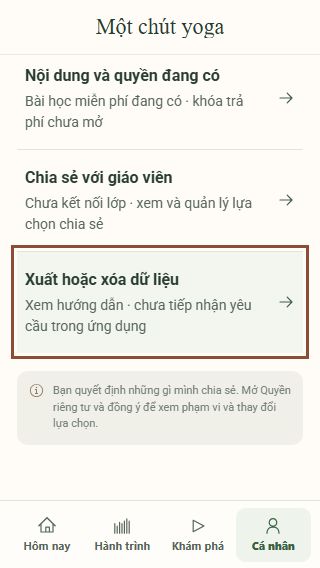 Một chút yoga
Nội dung và quyền đang có
Bài học miễn phí đang có · khóa trả
phí chưa mở
Chia sẻ với giáo viên
Chưa kết nối lớp · xem và quản lý lựa
chọn chia sẻ
Xuất hoặc xóa dữ liệu
Xem hướng dẫn · chưa tiếp nhận yêu
cầu trong ứng dụng
Bạn quyết định những gì mình chia sẻ. Mở Quyền
riêng tư và đồng ý để xem phạm vi và thay đổi
lựa chọn.
Hôm nay
Hành trình
Khám phá
Cá nhân